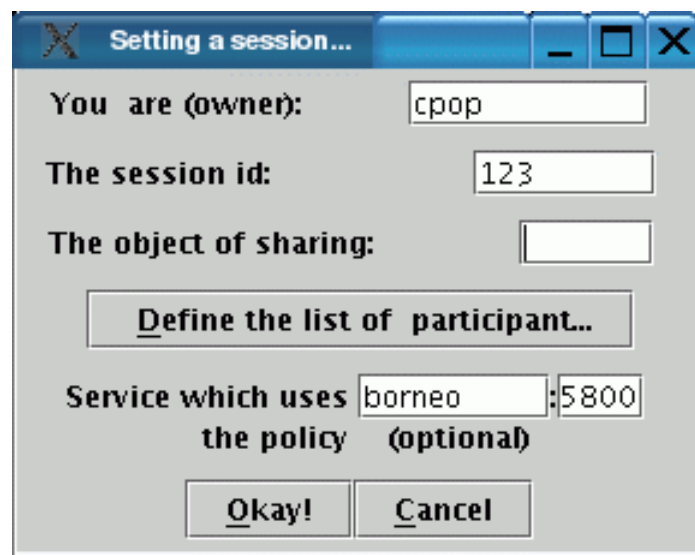 Setting a session...
You are (owner): cpop
The session id: 123
The object of sharing:
Define the list of participant...
Service which uses borneo :5800
the policy (optional)
Okay! Cancel